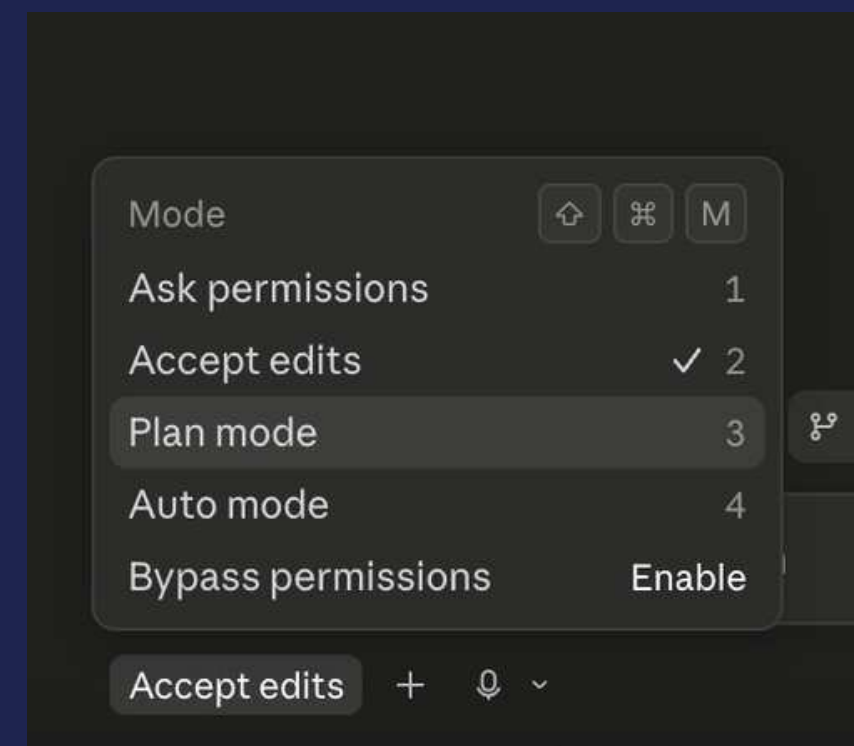 Mode ⇧ ⌘ M
Ask permissions 1
Accept edits ✓ 2
Plan mode 3
Auto mode 4
Bypass permissions Enable
Accept edits